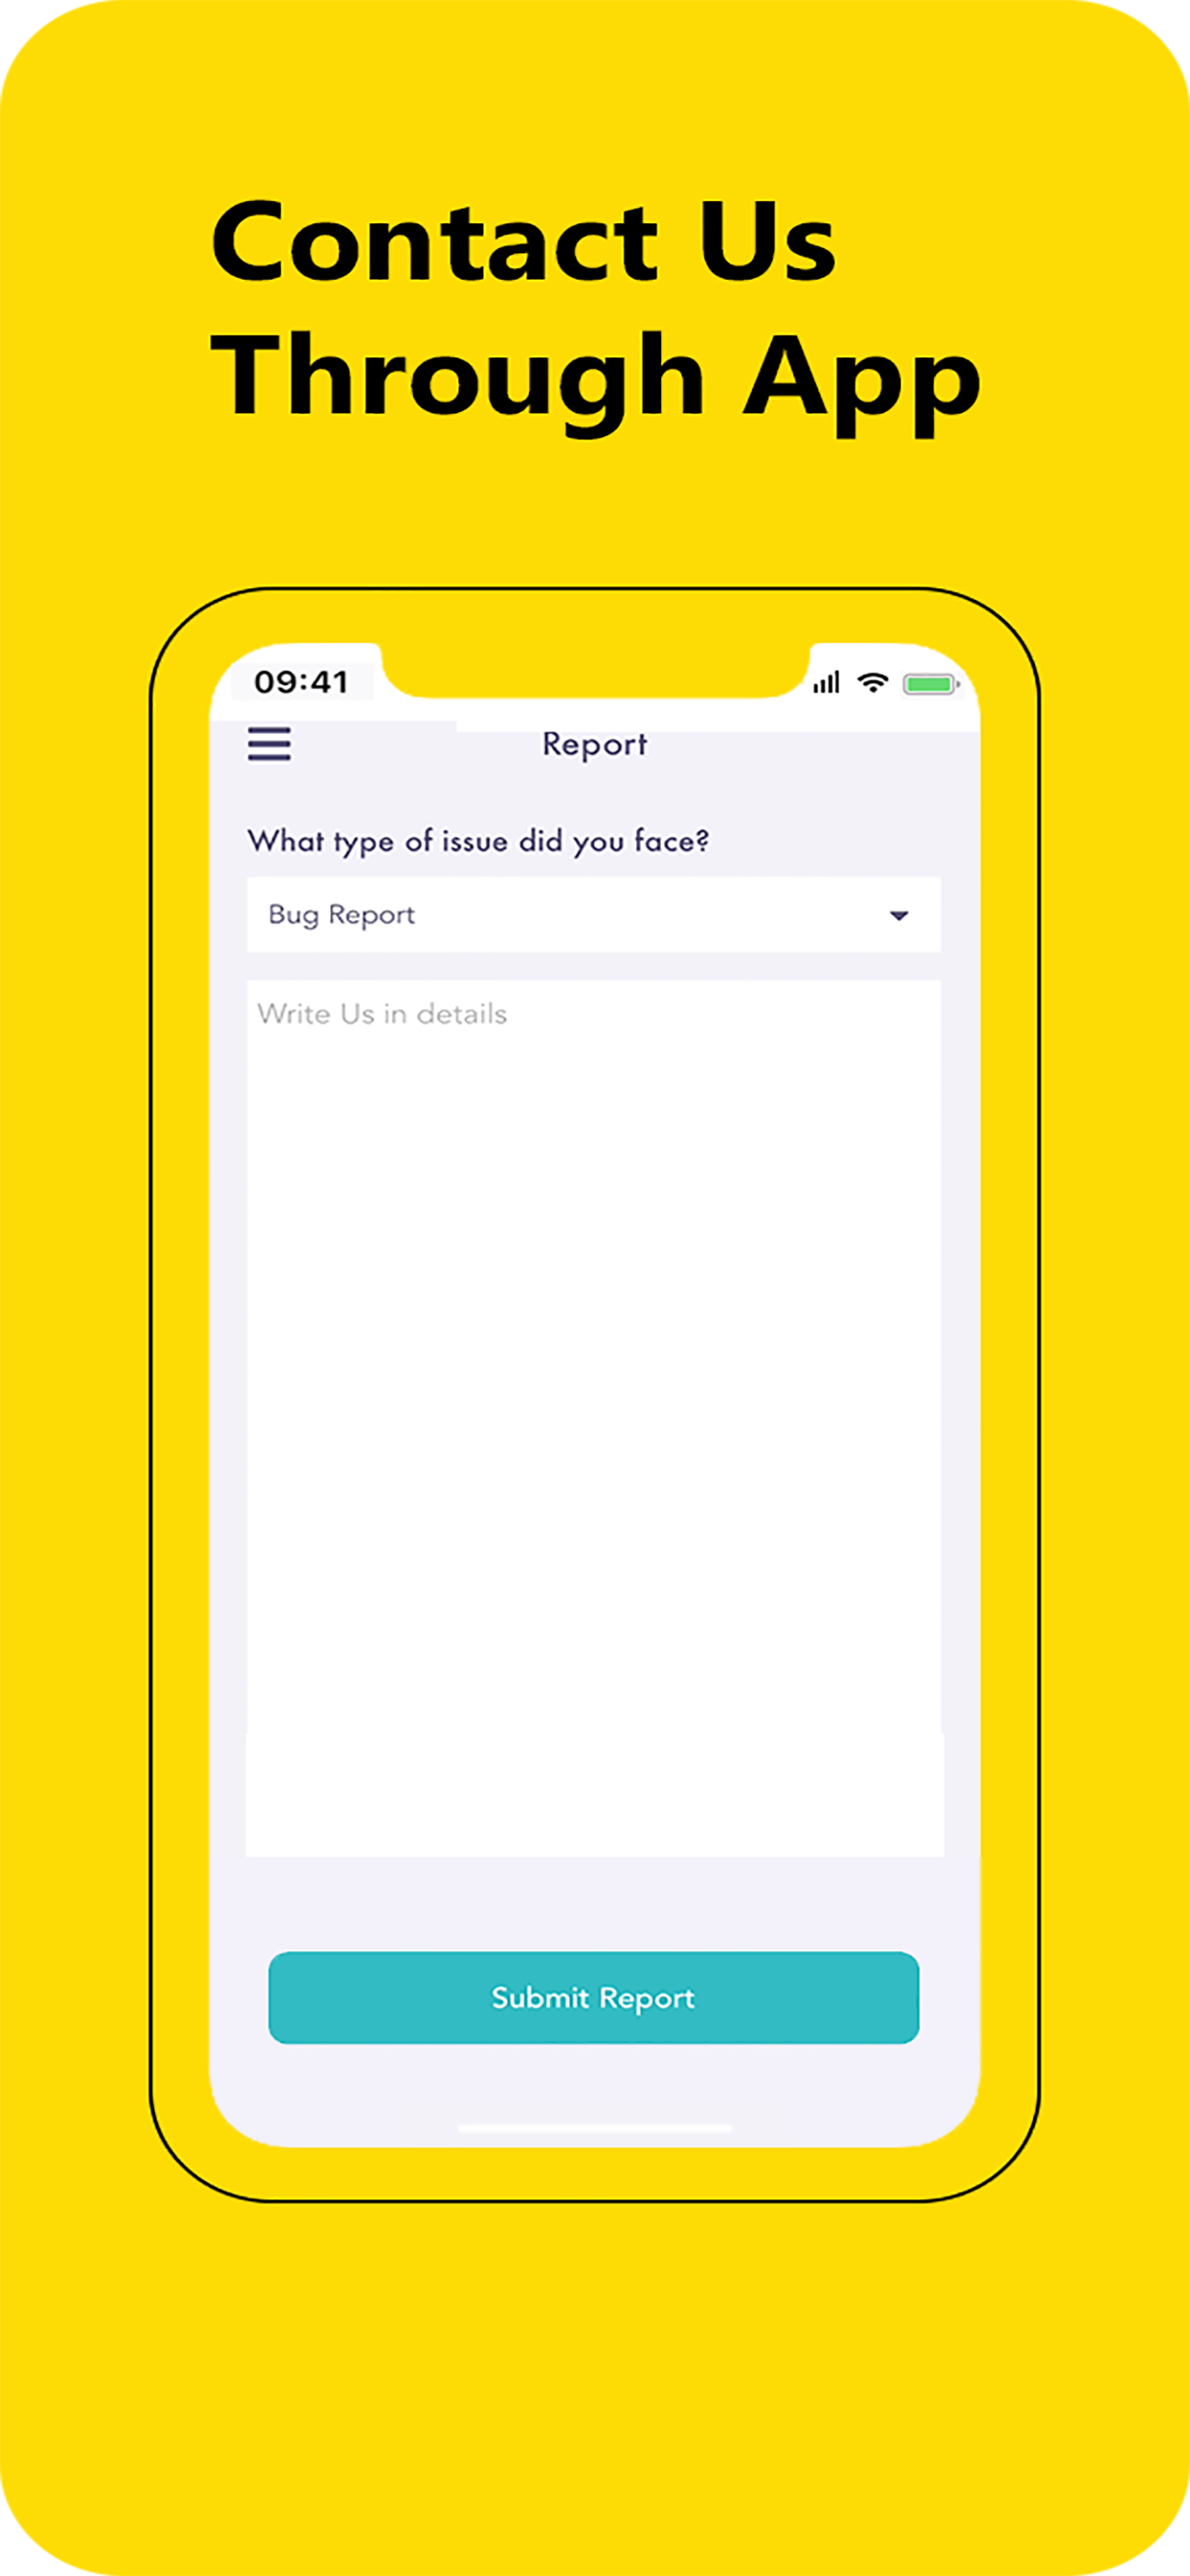 Contact Us
Through App
09:41
Report
What type of issue did you face?
Bug Report
Write Us in details
Submit Report